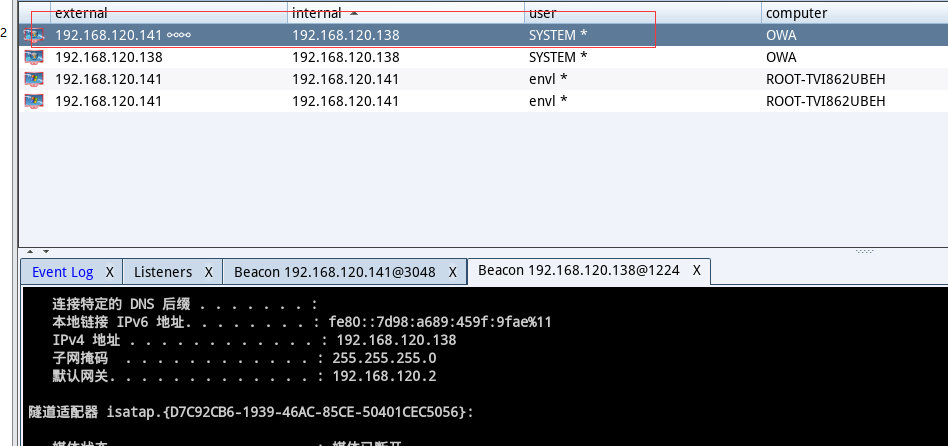 external internal user computer
2
192.168.120.141 192.168.120.138 SYSTEM * OWA
192.168.120.138 192.168.120.138 SYSTEM * OWA
192.168.120.141 192.168.120.141 envl * ROOT-TVI862UBEH
192.168.120.141 192.168.120.141 envl * ROOT-TVI862UBEH
Event Log X Listeners X Beacon 192.168.120.141@3048 X Beacon 192.168.120.138@1224 X
连接特定的 DNS 后缀 . . . . . . . :
本地链接 IPv6 地址. . . . . . . . : fe80::7d98:a689:459f:9fae%11
IPv4 地址 . . . . . . . . . . . . : 192.168.120.138
子网掩码 . . . . . . . . . . . . : 255.255.255.0
默认网关. . . . . . . . . . . . . : 192.168.120.2
隧道适配器 isatap.{D7C92CB6-1939-46AC-85CE-50401CEC5056}: